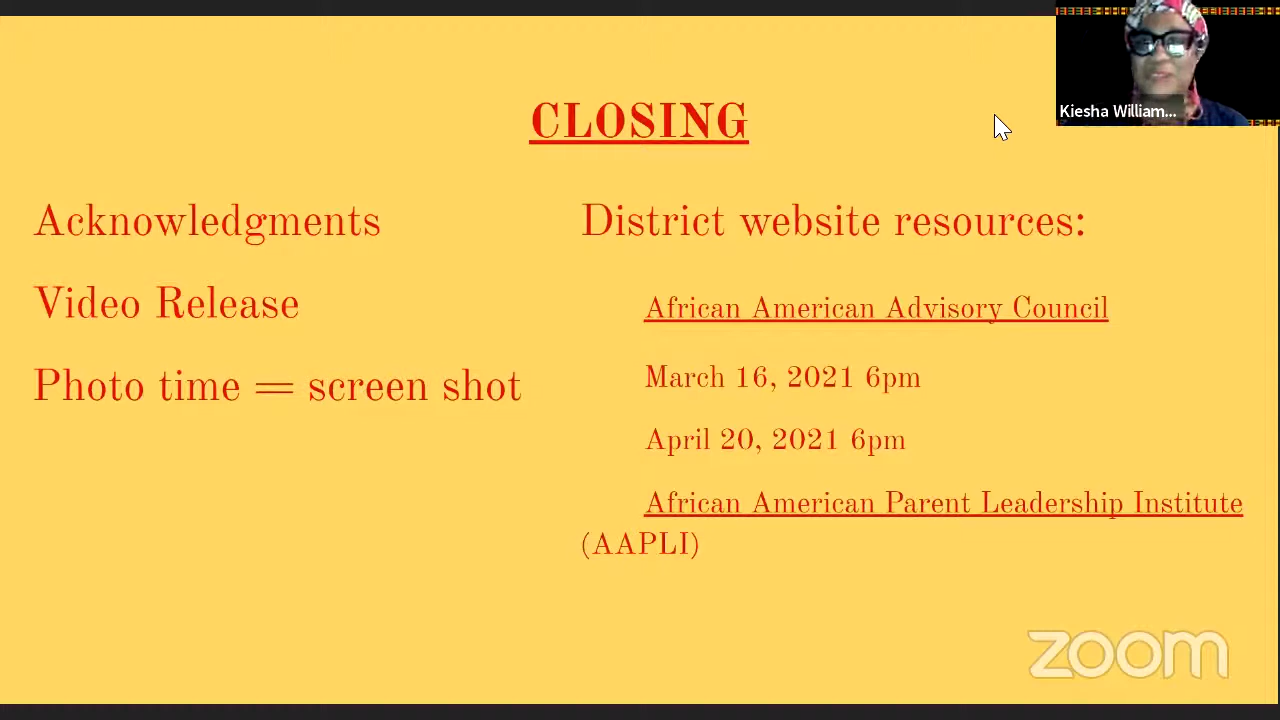 CLOSING
Acknowledgments
Video Release
Photo time = screen shot
District website resources:
African American Advisory Council
March 16, 2021 6pm
April 20, 2021 6pm
African American Parent Leadership Institute
(AAPLI)
Kiesha William...
zoom